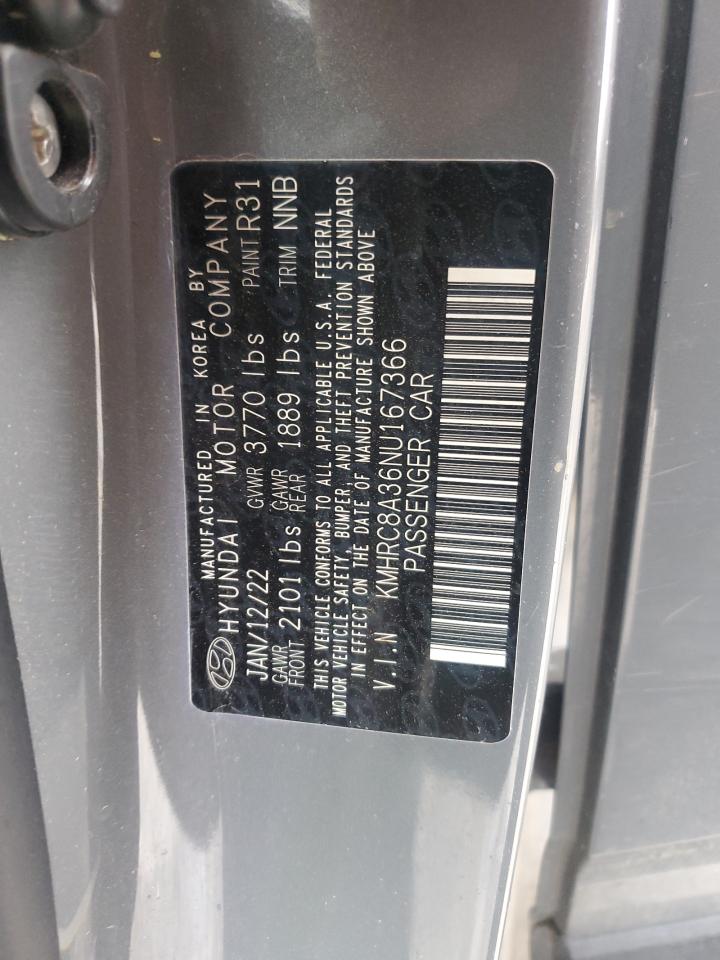 MANUFACTURED IN KOREA BY
HYUNDAI MOTOR COMPANY
JAN/12/22 GVWR 3770 lbs PAINT R31
GAWR FRONT 2101 lbs GAWR REAR 1889 lbs TRIM NNB
THIS VEHICLE CONFORMS TO ALL APPLICABLE U.S.A. FEDERAL
MOTOR VEHICLE SAFETY, BUMPER, AND THEFT PREVENTION STANDARDS
IN EFFECT ON THE DATE OF MANUFACTURE SHOWN ABOVE
V.I.N KMHRC8A36NU167366
PASSENGER CAR